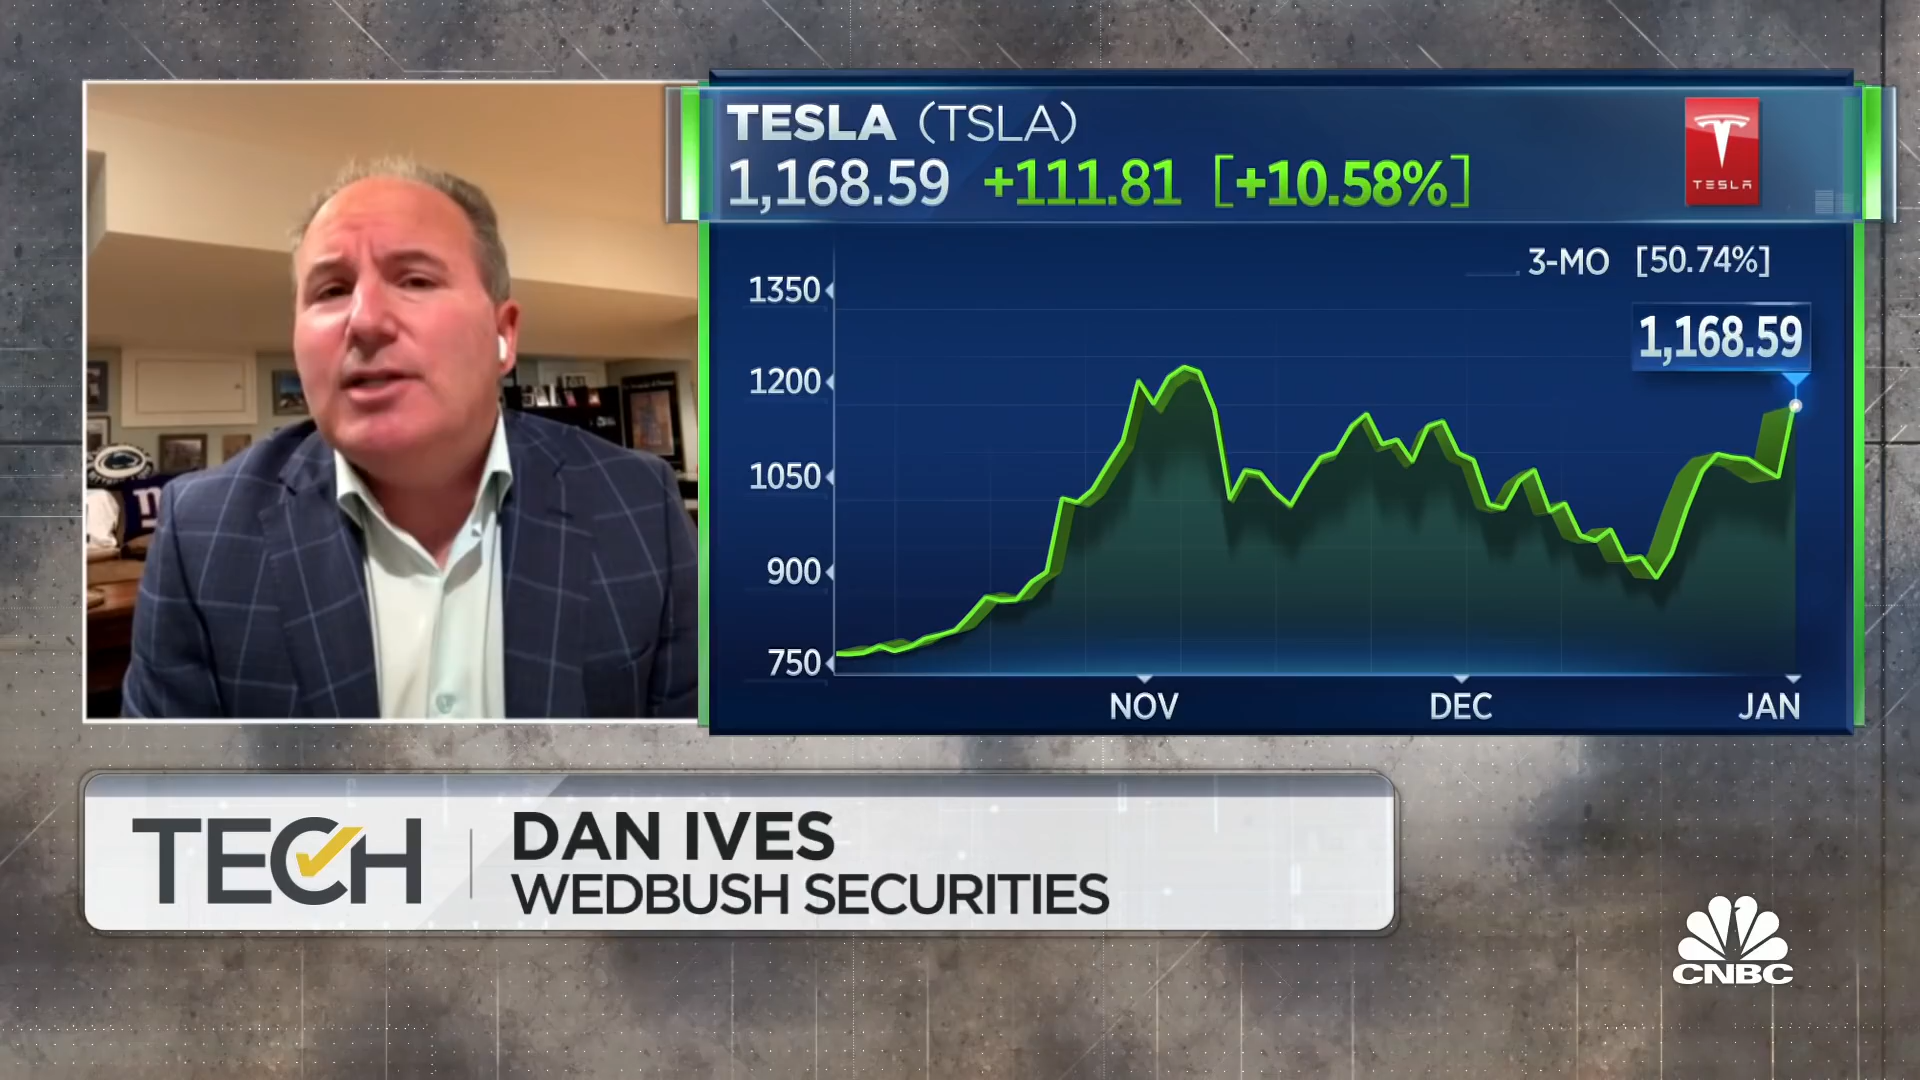 TESLA (TSLA)
1,168.59 +111.81 [+10.58%]
TESLA
3-MO [50.74%]
1,168.59
1350
1200
1050
900
750
NOV DEC JAN
TECH
DAN IVES
WEDBUSH SECURITIES
CNBC